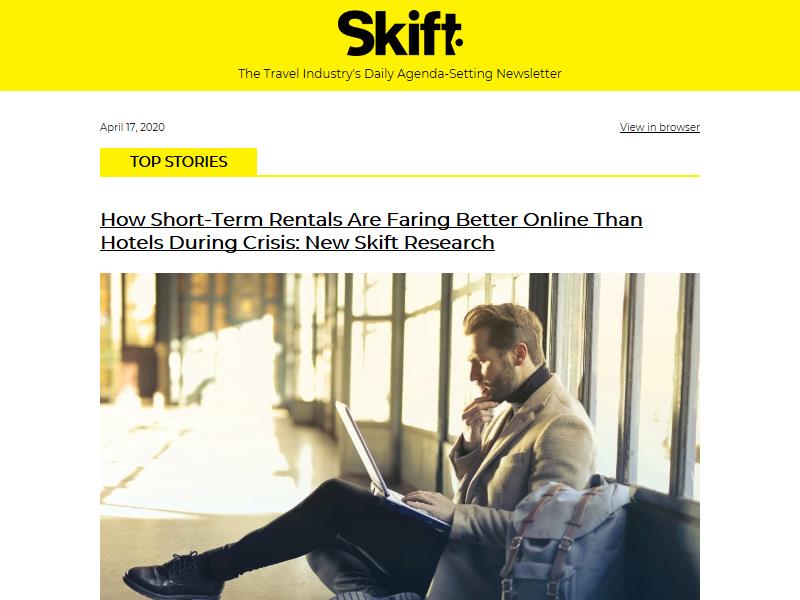 Skift
The Travel Industry's Daily Agenda-Setting Newsletter
April 17, 2020
View in browser
TOP STORIES
How Short-Term Rentals Are Faring Better Online Than
Hotels During Crisis: New Skift Research